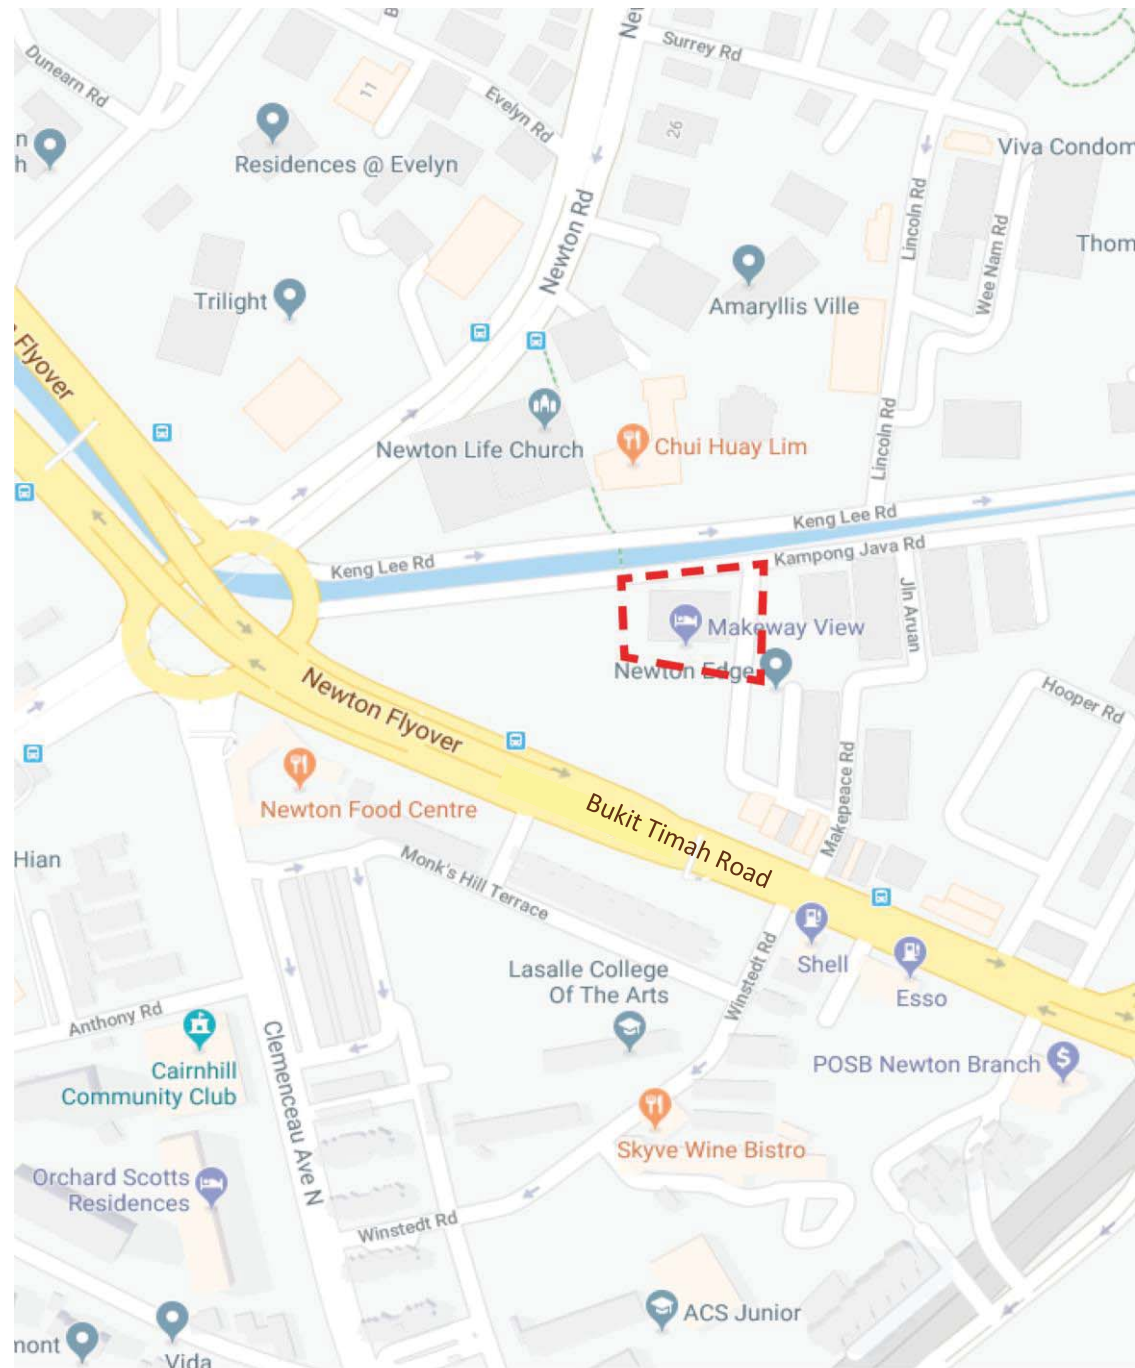 Surrey Rd
Dunearn Rd
11
Evelyn Rd
26
Viva Condom
n
h
Residences @ Evelyn
Newton Rd
Lincoln Rd
Wee Nam Rd
Thom
Trilight
Amaryllis Ville
Flyover
Newton Life Church
Chui Huay Lim
Lincoln Rd
Keng Lee Rd
Keng Lee Rd
Kampong Java Rd
Jln Aruan
Makeway View
Newton Edge
Hooper Rd
Newton Flyover
Makepeace Rd
Newton Food Centre
Bukit Timah Road
Hian
Monk's Hill Terrace
Winstedt Rd
Shell
Esso
Lasalle College
Of The Arts
Anthony Rd
Clemenceau Ave N
Cairnhill
Community Club
POSB Newton Branch
Skyve Wine Bistro
Orchard Scotts
Residences
Winstedt Rd
ACS Junior
mont
Vida